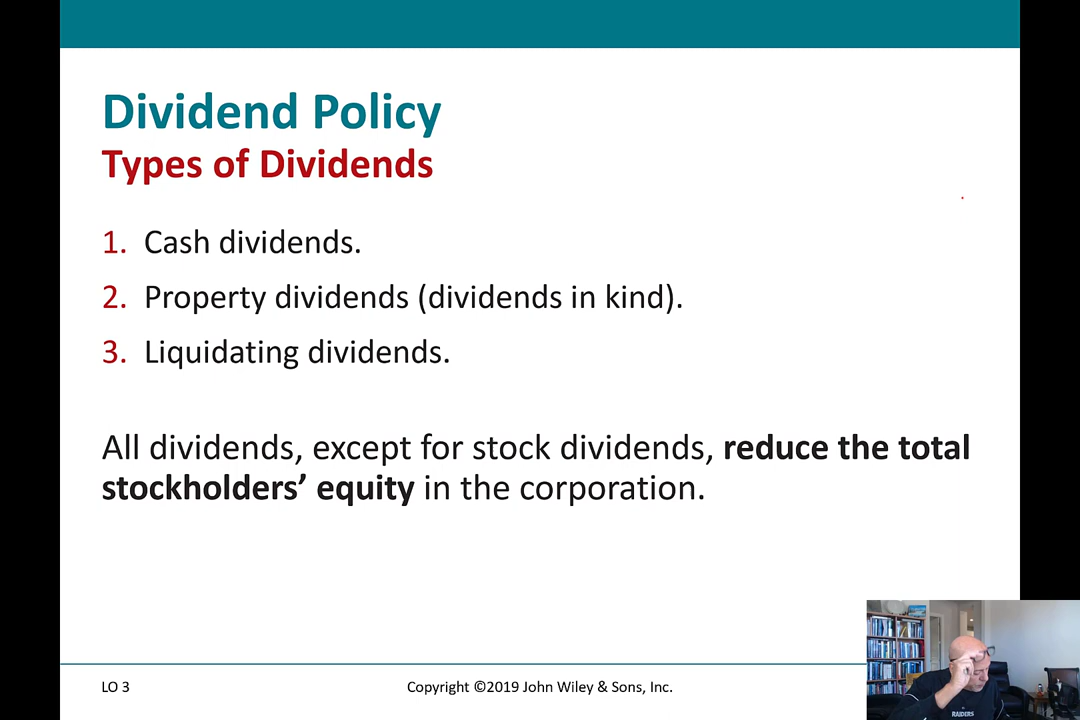 Dividend Policy
Types of Dividends
1. Cash dividends.
2. Property dividends (dividends in kind).
3. Liquidating dividends.
All dividends, except for stock dividends, reduce the total
stockholders’ equity in the corporation.
LO 3
Copyright ©2019 John Wiley & Sons, Inc.
RAIDERS